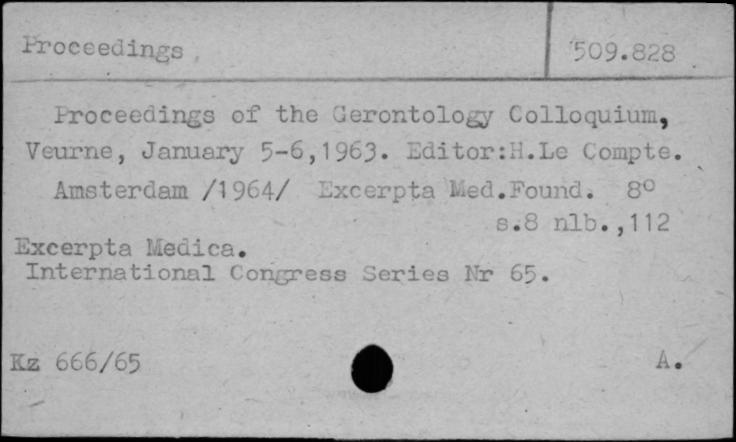 Proceedings
509.828
Proceedings of the Gerontology Colloquium,
Veurne, January 5-6,1963. Editor:H.Le Compte.
Amsterdam /1964/ Excerpta Med.Found. 8º
s.8 nlb.,112
Excerpta Medica.
International Congress Series Nr 65.
Kz 666/65
A.